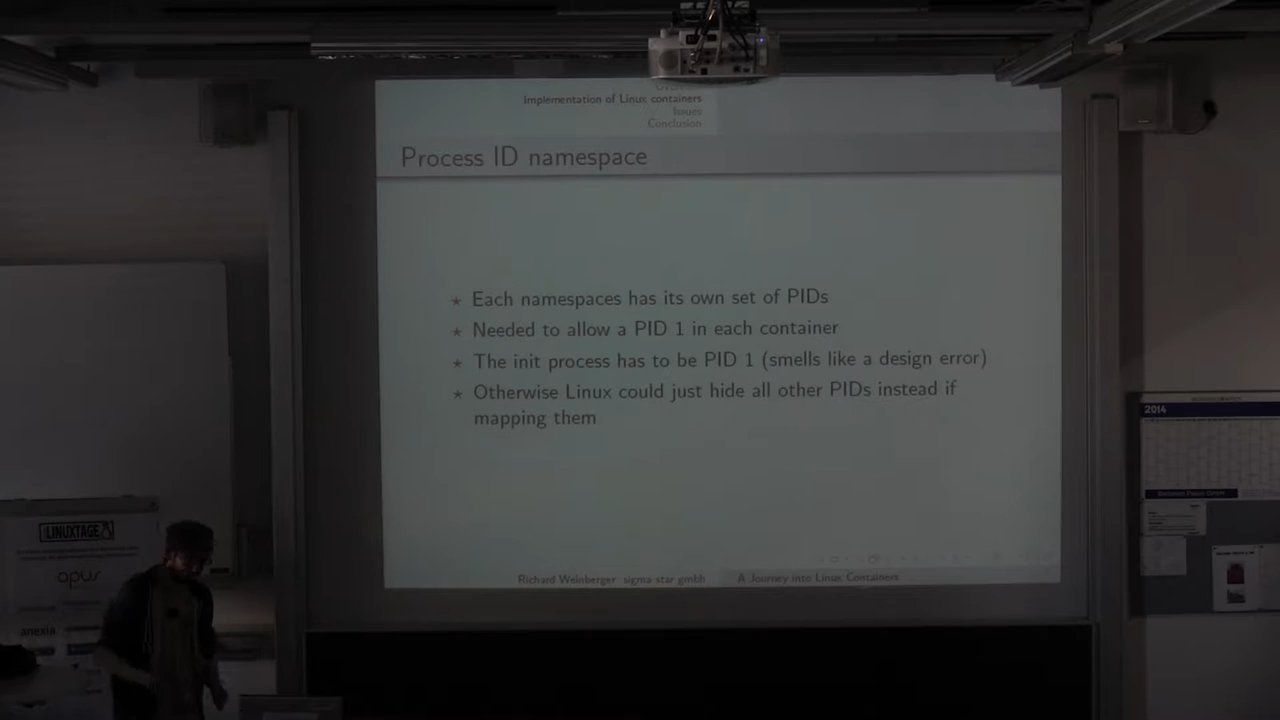 Implementation of Linux containers
Issues
Conclusion
Process ID namespace
⋆ Each namespaces has its own set of PIDs
⋆ Needed to allow a PID 1 in each container
⋆ The init process has to be PID 1 (smells like a design error)
⋆ Otherwise Linux could just hide all other PIDs instead if
mapping them
Richard Weinberger sigma star gmbh
A Journey into Linux Containers
2014
LINUXTAGE
apus
anexia